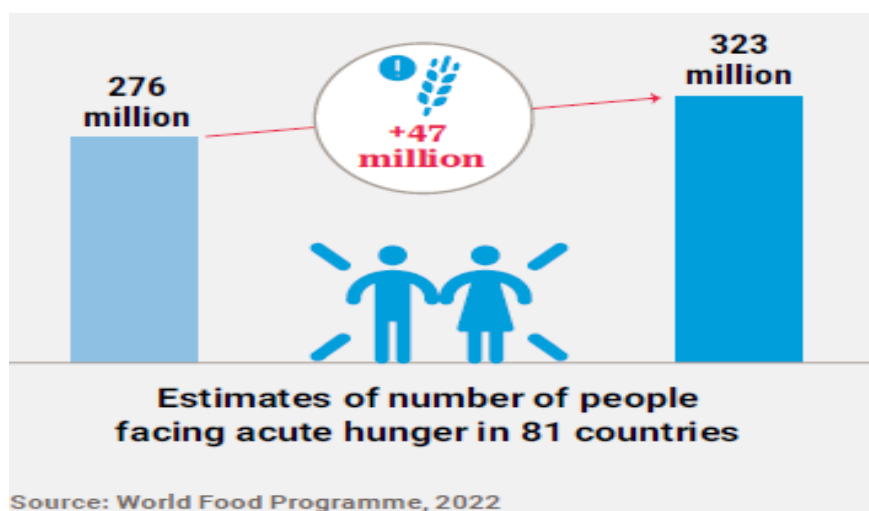 276
million
!
+47
million
323
million
Estimates of number of people
facing acute hunger in 81 countries
Source: World Food Programme, 2022